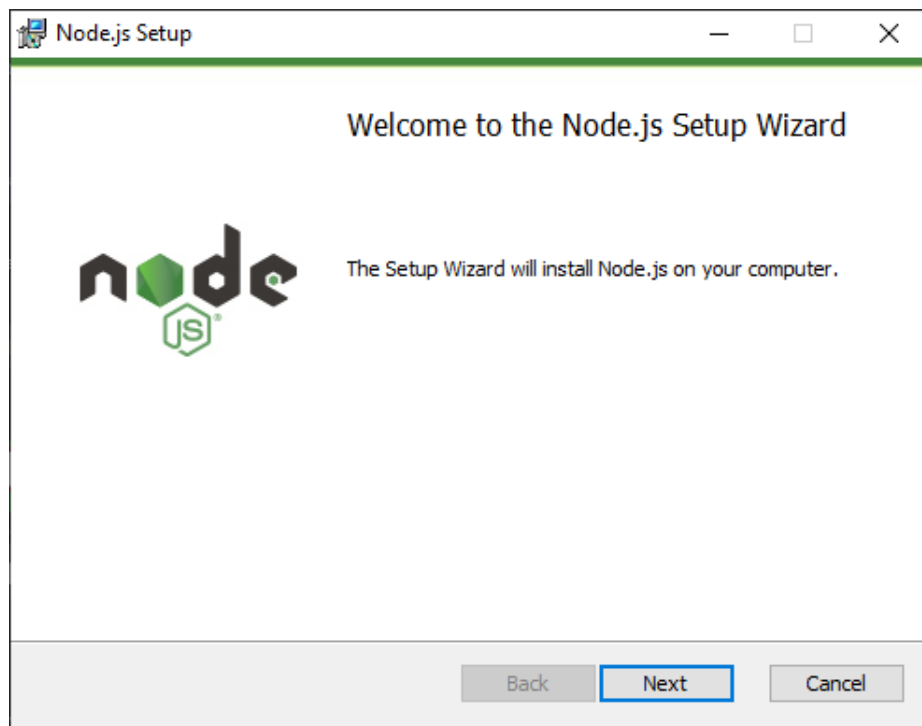 Node.js Setup
Welcome to the Node.js Setup Wizard
node
JS®
The Setup Wizard will install Node.js on your computer.
Back
Next
Cancel